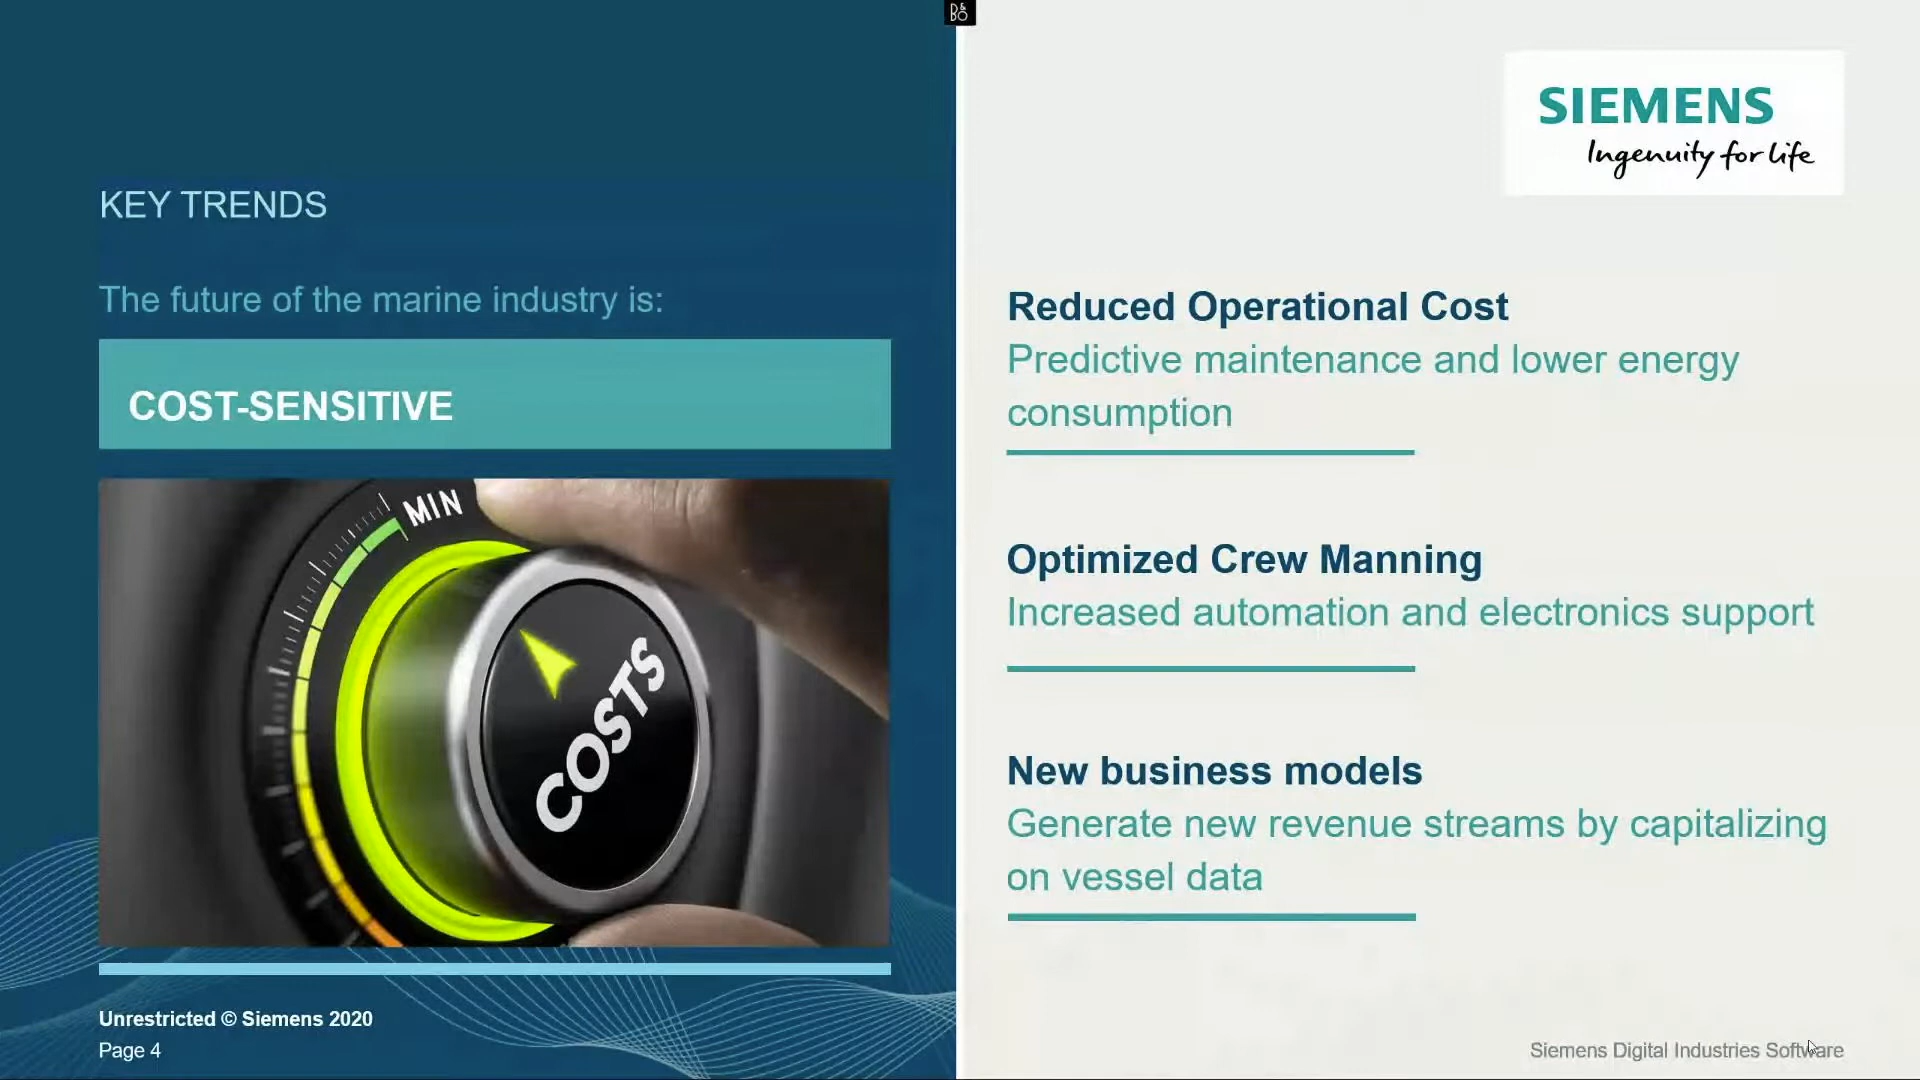 B&O
SIEMENS
Ingenuity for life
KEY TRENDS
The future of the marine industry is:
COST-SENSITIVE
MIN
COSTS
Unrestricted © Siemens 2020
Page 4
Reduced Operational Cost
Predictive maintenance and lower energy
consumption
Optimized Crew Manning
Increased automation and electronics support
New business models
Generate new revenue streams by capitalizing
on vessel data
Siemens Digital Industries Software